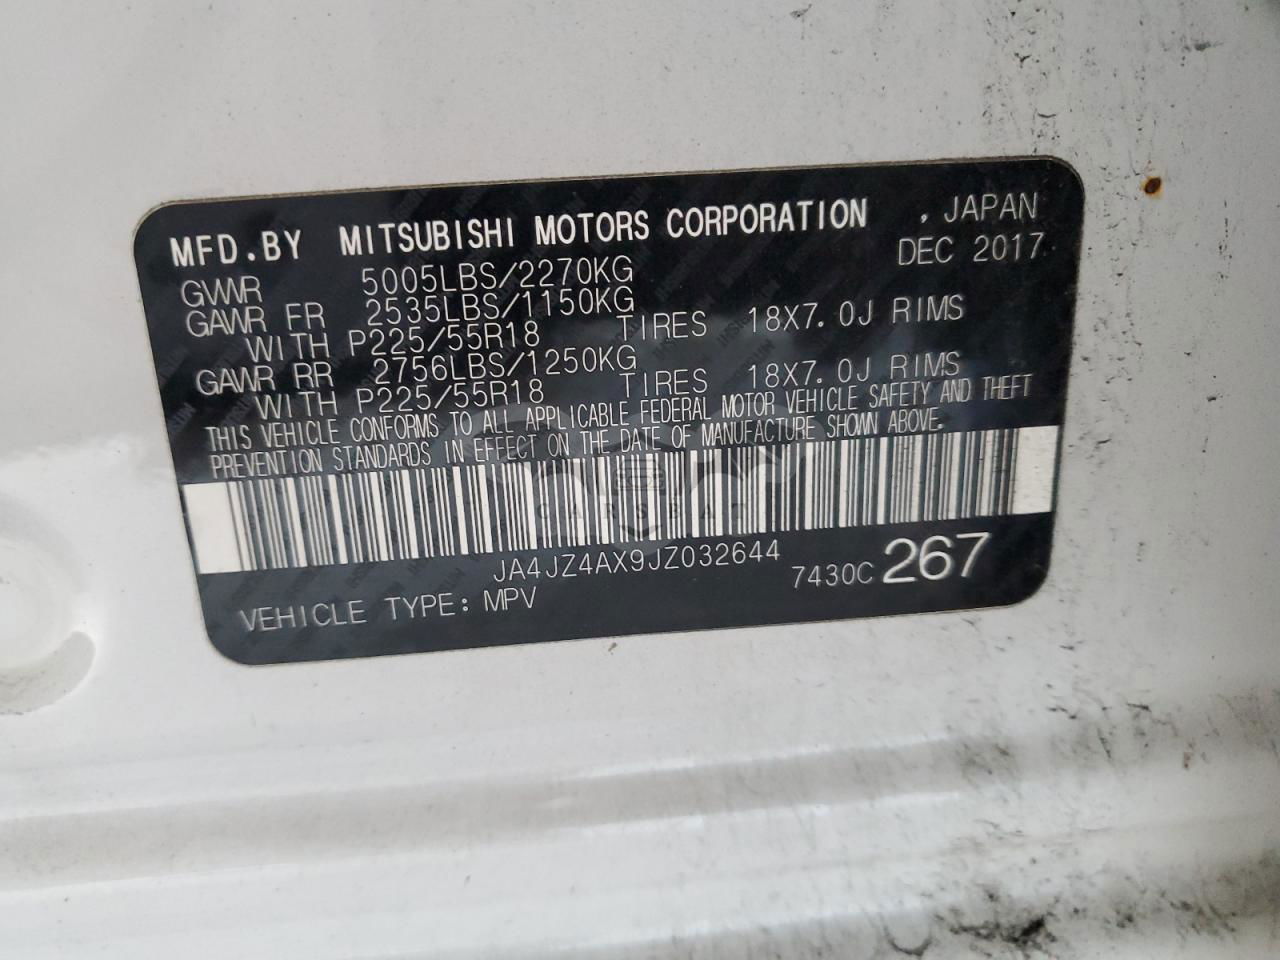 MFD.BY MITSUBISHI MOTORS CORPORATION , JAPAN
GVWR 5005LBS/2270KG DEC 2017
GAWR FR 2535LBS/1150KG
WITH P225/55R18 TIRES 18X7.0J RIMS
GAWR RR 2756LBS/1250KG
WITH P225/55R18 TIRES 18X7.0J RIMS
THIS VEHICLE CONFORMS TO ALL APPLICABLE FEDERAL MOTOR VEHICLE SAFETY AND THEFT
PREVENTION STANDARDS IN EFFECT ON THE DATE OF MANUFACTURE SHOWN ABOVE.
CARSBAC
JA4JZ4AX9JZ032644
7430C 267
VEHICLE TYPE: MPV